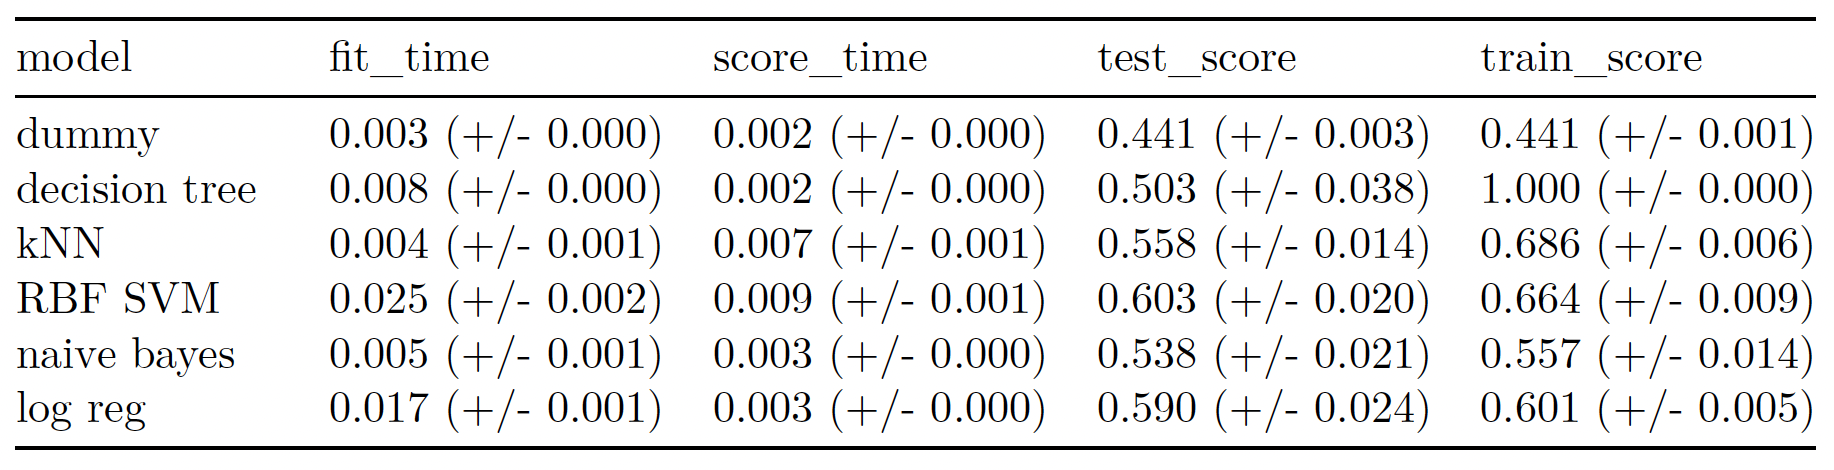 model fit_time score_time test_score train_score
dummy 0.003 (+/- 0.000) 0.002 (+/- 0.000) 0.441 (+/- 0.003) 0.441 (+/- 0.001)
decision tree 0.008 (+/- 0.000) 0.002 (+/- 0.000) 0.503 (+/- 0.038) 1.000 (+/- 0.000)
kNN 0.004 (+/- 0.001) 0.007 (+/- 0.001) 0.558 (+/- 0.014) 0.686 (+/- 0.006)
RBF SVM 0.025 (+/- 0.002) 0.009 (+/- 0.001) 0.603 (+/- 0.020) 0.664 (+/- 0.009)
naive bayes 0.005 (+/- 0.001) 0.003 (+/- 0.000) 0.538 (+/- 0.021) 0.557 (+/- 0.014)
log reg 0.017 (+/- 0.001) 0.003 (+/- 0.000) 0.590 (+/- 0.024) 0.601 (+/- 0.005)